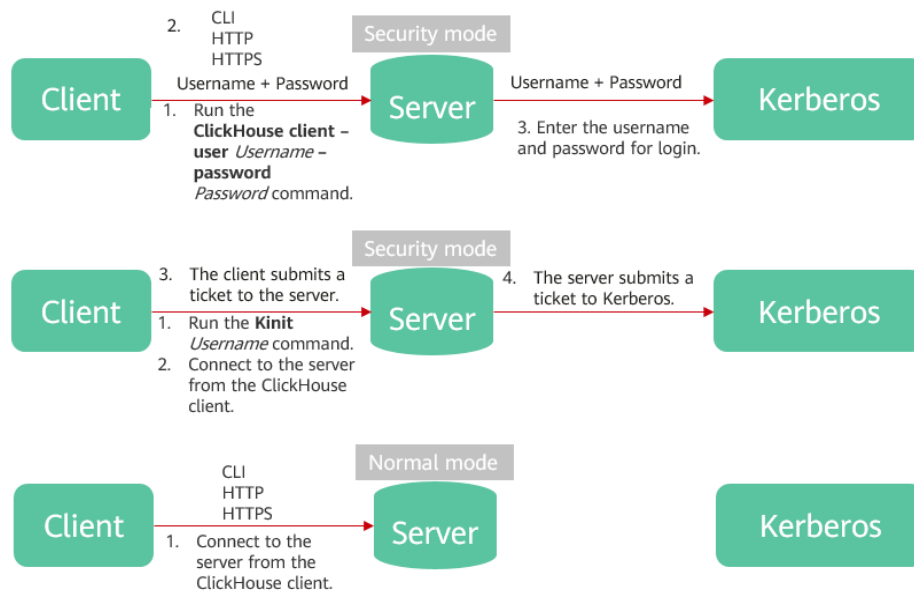 2. CLI
HTTP
HTTPS
Security mode
Client
Username + Password
Server
Username + Password
Kerberos
1. Run the
ClickHouse client –
user Username –
password
Password command.
3. Enter the username
and password for login.
Security mode
Client
3. The client submits a
ticket to the server.
Server
4. The server submits a
ticket to Kerberos.
Kerberos
1. Run the Kinit
Username command.
2. Connect to the server
from the ClickHouse
client.
Normal mode
CLI
HTTP
HTTPS
Client
Server
Kerberos
1. Connect to the
server from the
ClickHouse client.